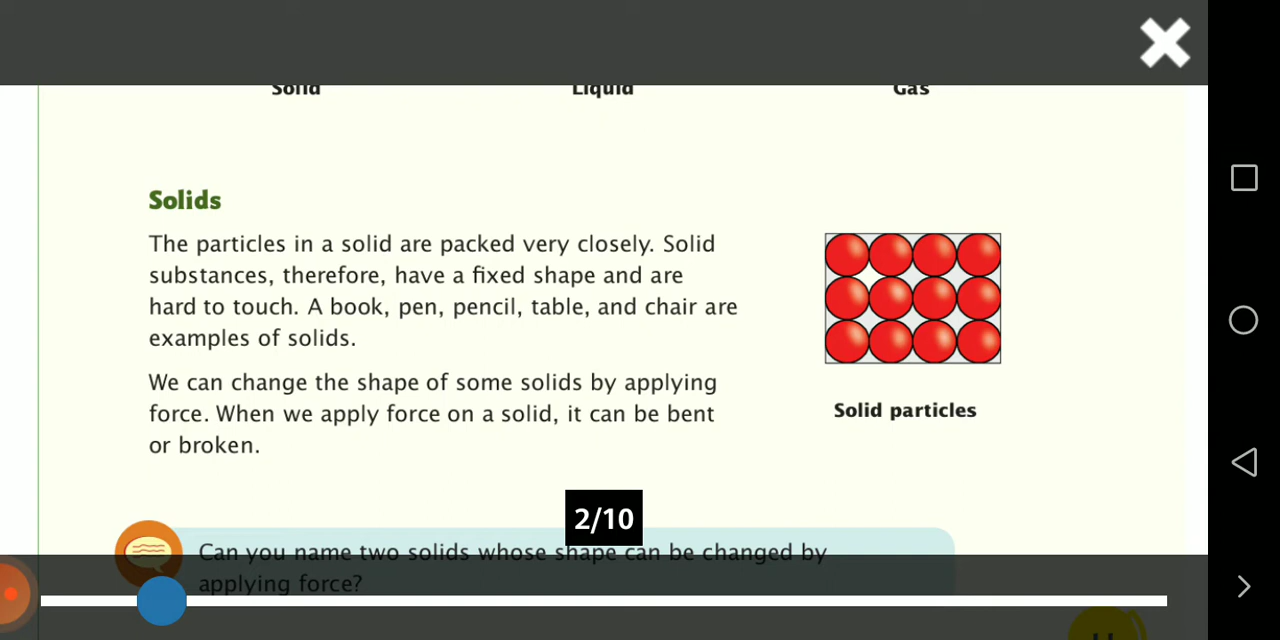 Solid Liquid Gas
Solids
The particles in a solid are packed very closely. Solid
substances, therefore, have a fixed shape and are
hard to touch. A book, pen, pencil, table, and chair are
examples of solids.
We can change the shape of some solids by applying
force. When we apply force on a solid, it can be bent
or broken.
Solid particles
2/10
Can you name two solids whose shape can be changed by
applying force?